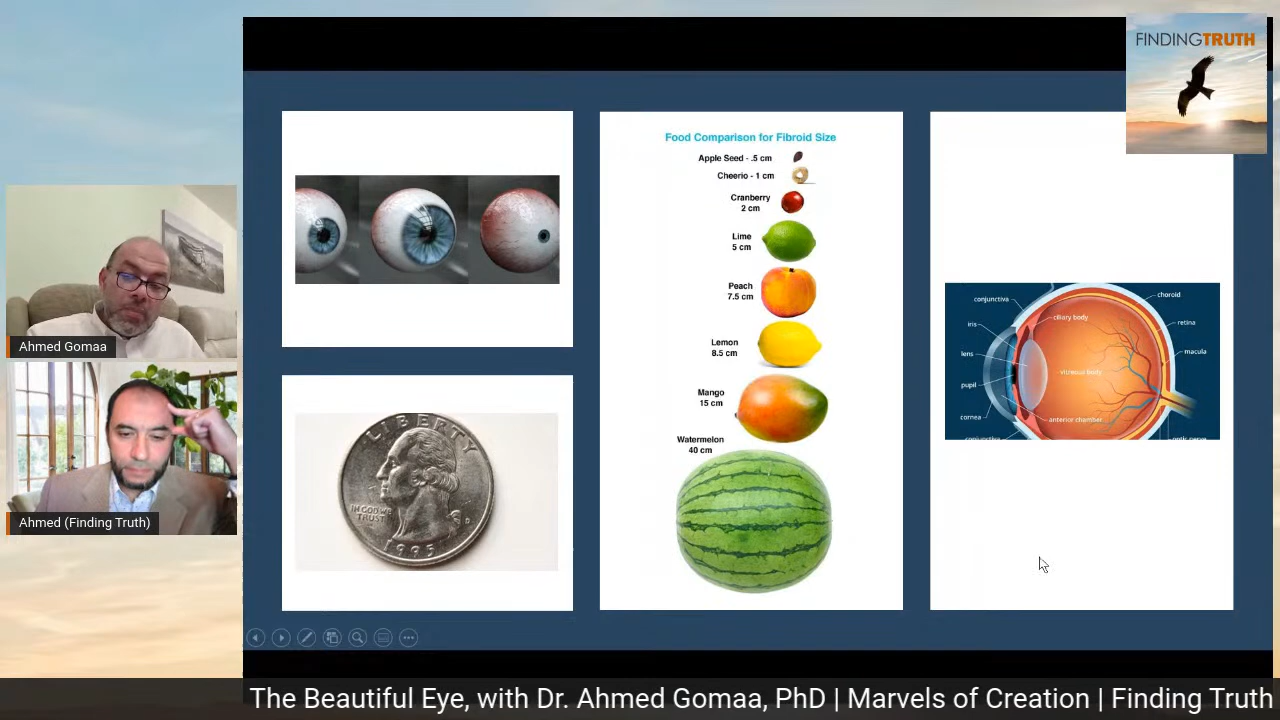 FINDINGTRUTH
Ahmed Gomaa
Ahmed (Finding Truth)
LIBERTY
IN GOD WE
TRUST
1995
Food Comparison for Fibroid Size
Apple Seed - .5 cm
Cheerio - 1 cm
Cranberry
2 cm
Lime
5 cm
Peach
7.5 cm
Lemon
8.5 cm
Mango
15 cm
Watermelon
40 cm
conjunctiva
iris
lens
pupil
cornea
conjunctiva
ciliary body
vitreous body
anterior chamber
choroid
retina
macula
optic nerve
The Beautiful Eye, with Dr. Ahmed Gomaa, PhD | Marvels of Creation | Finding Truth